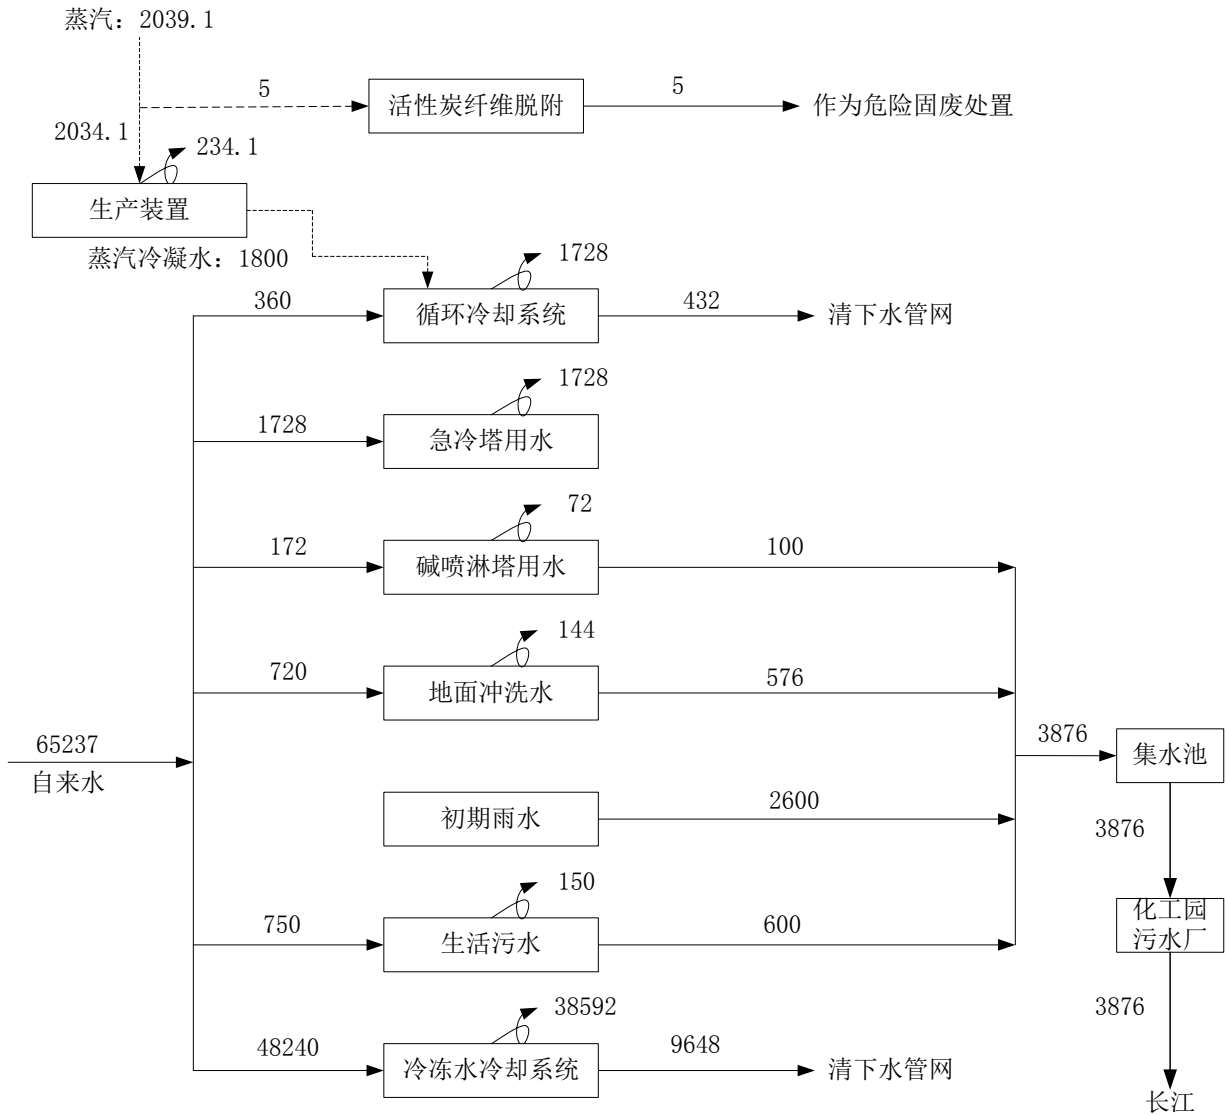 蒸汽：2039.1
5
活性炭纤维脱附
5
作为危险固废处置
2034.1
234.1
生产装置
蒸汽冷凝水：1800
1728
360
循环冷却系统
432
清下水管网
1728
1728
急冷塔用水
72
172
碱喷淋塔用水
100
144
720
地面冲洗水
576
65237
自来水
3876
集水池
初期雨水
2600
3876
150
750
生活污水
600
化工园
污水厂
38592
48240
冷冻水冷却系统
9648
清下水管网
3876
长江